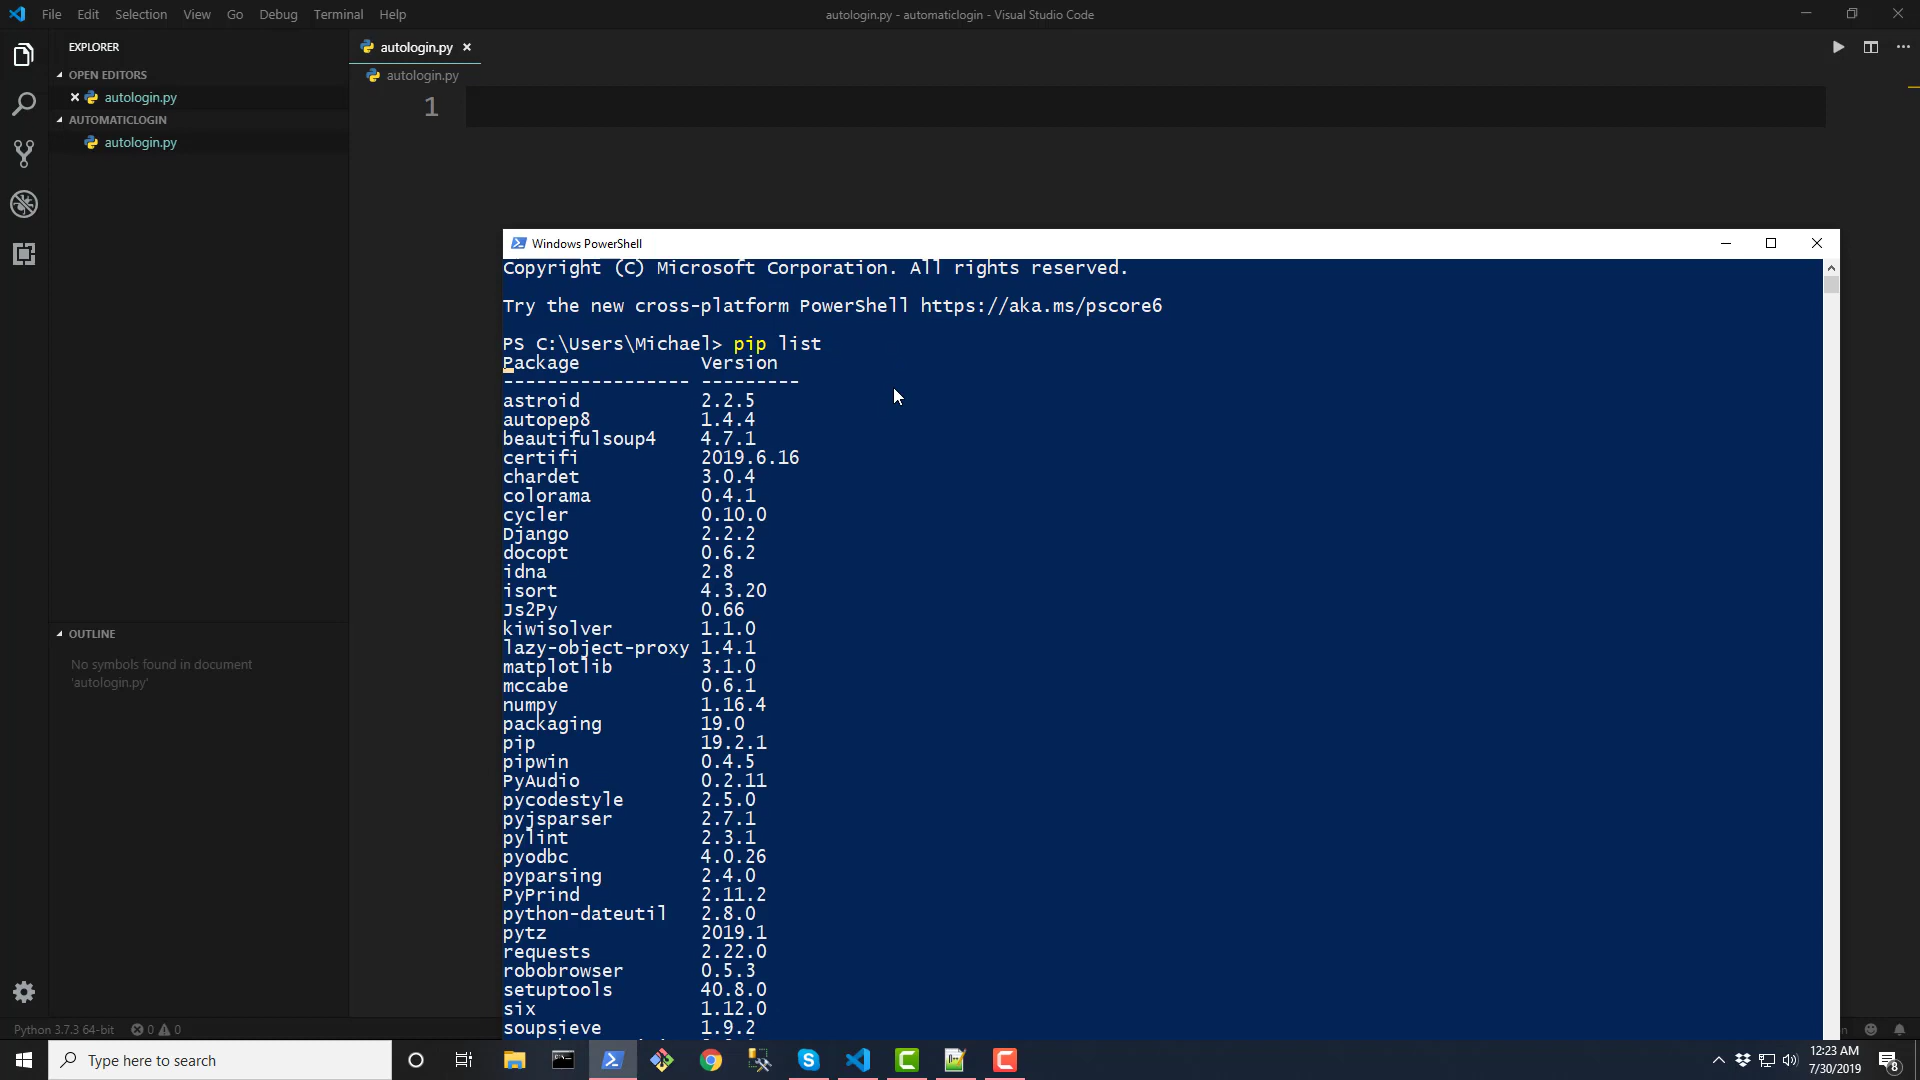 File Edit Selection View Go Debug Terminal Help
autologin.py - automaticlogin - Visual Studio Code
EXPLORER
OPEN EDITORS
autologin.py
AUTOMATICLOGIN
autologin.py
autologin.py
autologin.py
1
Windows PowerShell
Copyright (C) Microsoft Corporation. All rights reserved.
Try the new cross-platform PowerShell https://aka.ms/pscore6
PS C:\Users\Michael> pip list
Package Version
----------------- ---------
astroid 2.2.5
autopep8 1.4.4
beautifulsoup4 4.7.1
certifi 2019.6.16
chardet 3.0.4
colorama 0.4.1
cycler 0.10.0
Django 2.2.2
docopt 0.6.2
idna 2.8
isort 4.3.20
Js2Py 0.66
kiwisolver 1.1.0
lazy-object-proxy 1.4.1
matplotlib 3.1.0
mccabe 0.6.1
numpy 1.16.4
packaging 19.0
pip 19.2.1
pipwin 0.4.5
PyAudio 0.2.11
pycodestyle 2.5.0
pyjsparser 2.7.1
pylint 2.3.1
pyodbc 4.0.26
pyparsing 2.4.0
PyPrind 2.11.2
python-dateutil 2.8.0
pytz 2019.1
requests 2.22.0
robobrowser 0.5.3
setuptools 40.8.0
six 1.12.0
soupsieve 1.9.2
OUTLINE
No symbols found in document
'autologin.py'
Python 3.7.3 64-bit 0 0
Type here to search
12:23 AM
7/30/2019
8